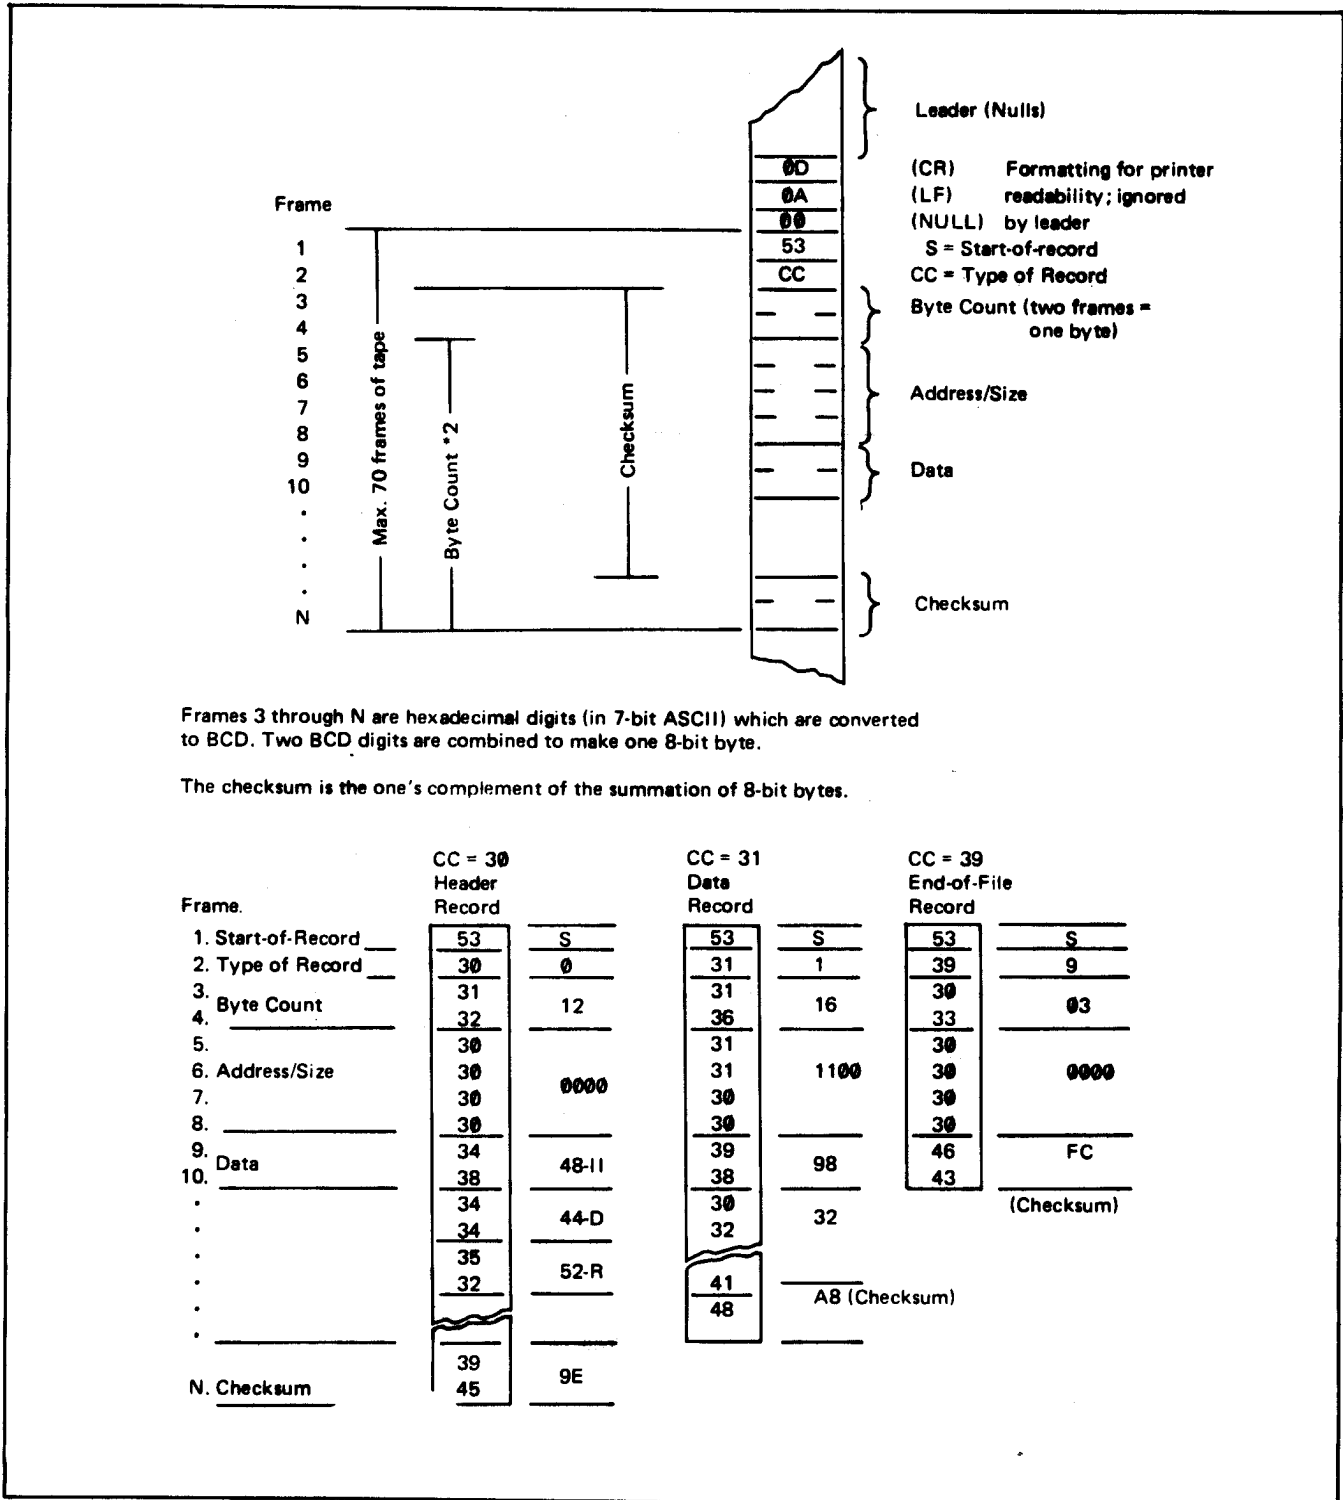 Leader (Nulls)
0D (CR) Formatting for printer
0A (LF) readability; ignored
Frame
00 (NULL) by leader
1 53 S = Start-of-record
2 CC CC = Type of Record
3
4
5
6
7
8
9
10
.
.
.
.
N
Max. 70 frames of tape
Byte Count *2
Checksum
Byte Count (two frames =
one byte)
Address/Size
Data
Checksum
Frames 3 through N are hexadecimal digits (in 7-bit ASCII) which are converted
to BCD. Two BCD digits are combined to make one 8-bit byte.
The checksum is the one's complement of the summation of 8-bit bytes.
CC = 30 CC = 31 CC = 39
Header Data End-of-File
Frame. Record Record Record
1. Start-of-Record 53 S 53 S 53 S
2. Type of Record 30 0 31 1 39 9
3. 31 31 30
Byte Count 12 16 03
4. 32 36 33
5. 30 31 30
6. Address/Size 30 0000 31 1100 30 0000
7. 30 30 30
8. 30 30 30
9. 34 39 46 FC
Data 48-II 98
10. 38 38 43
. 34 30 (Checksum)
44-D 32
. 34 32
. 35
52-R
. 32 41
A8 (Checksum)
. 48
.
39
9E
N. Checksum 45